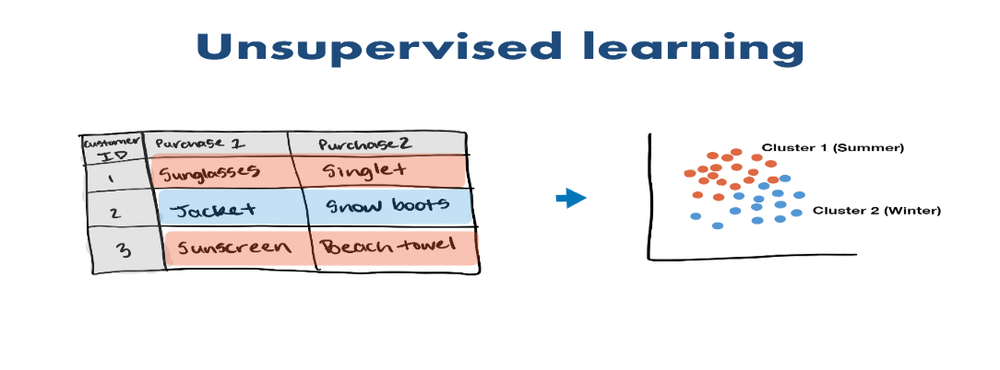 Unsupervised learning
Customer ID Purchase 1 Purchase 2
1 Sunglasses Singlet
2 Jacket Snow boots
3 Sunscreen Beach towel
Cluster 1 (Summer)
Cluster 2 (Winter)